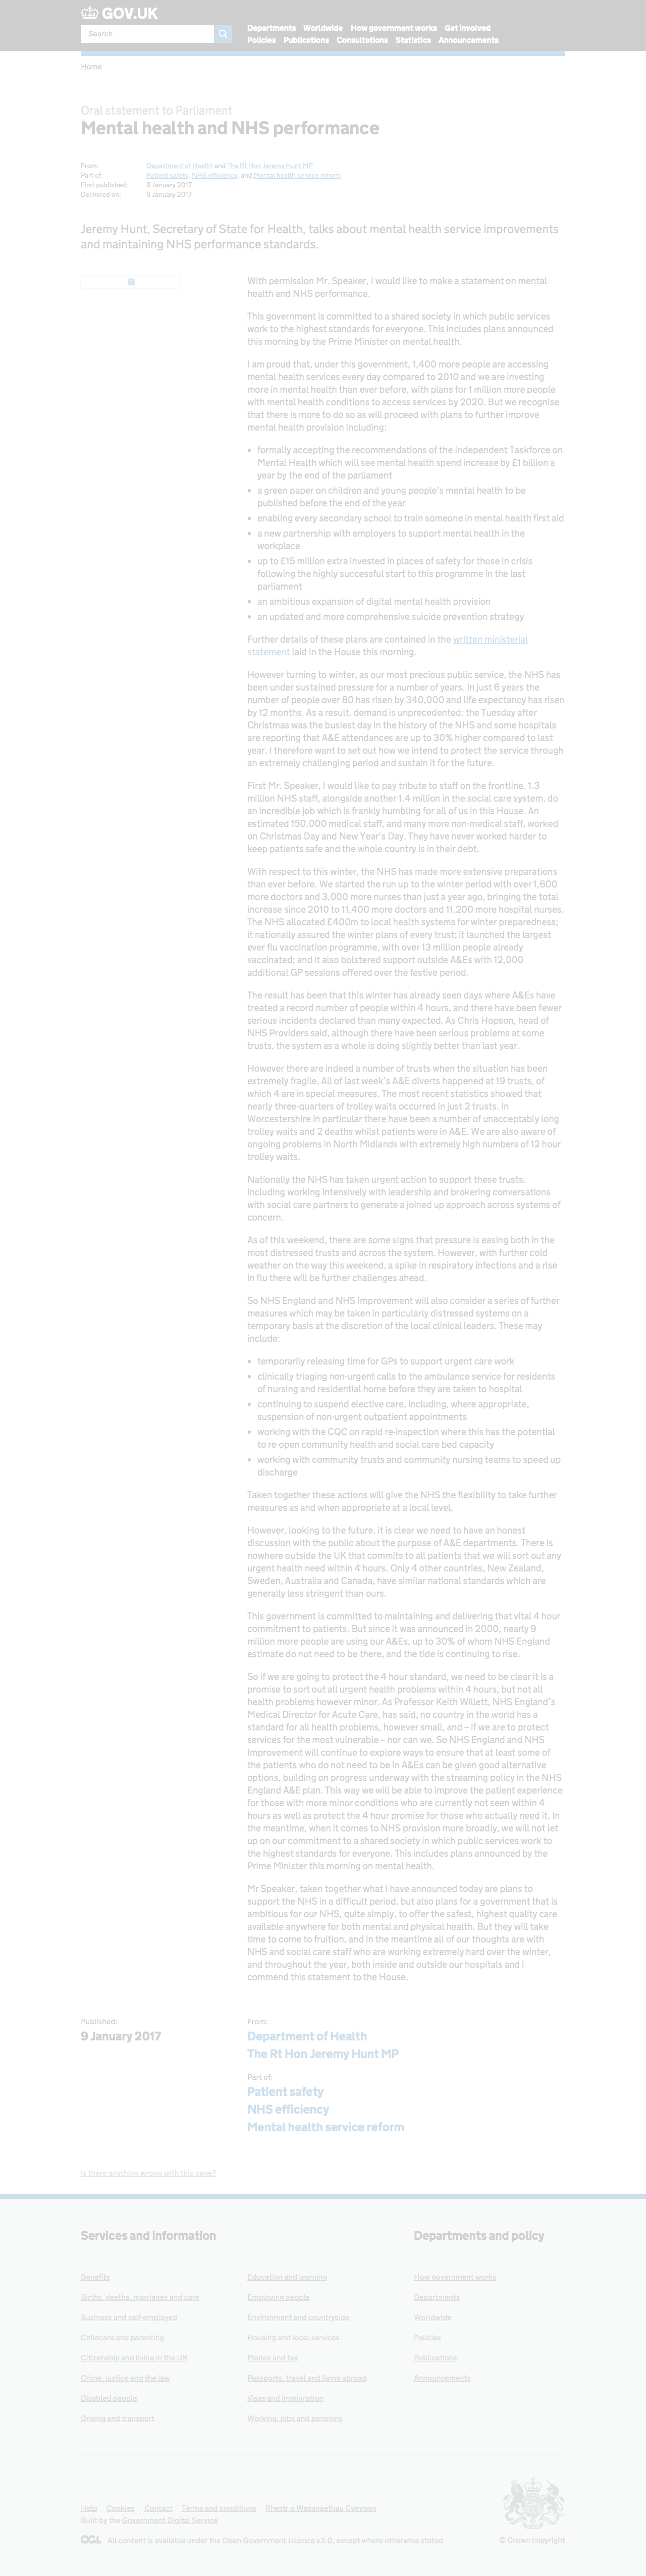 GOV.UK
Search
Departments Worldwide How government works Get involved
Policies Publications Consultations Statistics Announcements
Home
Oral statement to Parliament
Mental health and NHS performance
From: Department of Health and The Rt Hon Jeremy Hunt MP
Part of: Patient safety, NHS efficiency, and Mental health service reform
First published: 9 January 2017
Delivered on: 9 January 2017
Jeremy Hunt, Secretary of State for Health, talks about mental health service improvements
and maintaining NHS performance standards.
With permission Mr. Speaker, I would like to make a statement on mental
health and NHS performance.
This government is committed to a shared society in which public services
work to the highest standards for everyone. This includes plans announced
this morning by the Prime Minister on mental health.
I am proud that, under this government, 1,400 more people are accessing
mental health services every day compared to 2010 and we are investing
more in mental health than ever before, with plans for 1 million more people
with mental health conditions to access services by 2020. But we recognise
that there is more to do so as will proceed with plans to further improve
mental health provision including:
• formally accepting the recommendations of the Independent Taskforce on
Mental Health which will see mental health spend increase by £1 billion a
year by the end of the parliament
• a green paper on children and young people's mental health to be
published before the end of the year
• enabling every secondary school to train someone in mental health first aid
• a new partnership with employers to support mental health in the
workplace
• up to £15 million extra invested in places of safety for those in crisis
following the highly successful start to this programme in the last
parliament
• an ambitious expansion of digital mental health provision
• an updated and more comprehensive suicide prevention strategy
Further details of these plans are contained in the written ministerial
statement laid in the House this morning.
However turning to winter, as our most precious public service, the NHS has
been under sustained pressure for a number of years. In just 6 years the
number of people over 80 has risen by 340,000 and life expectancy has risen
by 12 months. As a result, demand is unprecedented: the Tuesday after
Christmas was the busiest day in the history of the NHS and some hospitals
are reporting that A&E attendances are up to 30% higher compared to last
year. I therefore want to set out how we intend to protect the service through
an extremely challenging period and sustain it for the future.
First Mr. Speaker, I would like to pay tribute to staff on the frontline. 1.3
million NHS staff, alongside another 1.4 million in the social care system, do
an incredible job which is frankly humbling for all of us in this House. An
estimated 150,000 medical staff, and many more non-medical staff, worked
on Christmas Day and New Year's Day. They have never worked harder to
keep patients safe and the whole country is in their debt.
With respect to this winter, the NHS has made more extensive preparations
than ever before. We started the run up to the winter period with over 1,600
more doctors and 3,000 more nurses than just a year ago, bringing the total
increase since 2010 to 11,400 more doctors and 11,200 more hospital nurses.
The NHS allocated £400m to local health systems for winter preparedness;
it nationally assured the winter plans of every trust; it launched the largest
ever flu vaccination programme, with over 13 million people already
vaccinated; and it also bolstered support outside A&Es with 12,000
additional GP sessions offered over the festive period.
The result has been that this winter has already seen days where A&Es have
treated a record number of people within 4 hours, and there have been fewer
serious incidents declared than many expected. As Chris Hopson, head of
NHS Providers said, although there have been serious problems at some
trusts, the system as a whole is doing slightly better than last year.
However there are indeed a number of trusts when the situation has been
extremely fragile. All of last week's A&E diverts happened at 19 trusts, of
which 4 are in special measures. The most recent statistics showed that
nearly three-quarters of trolley waits occurred in just 2 trusts. In
Worcestershire in particular there have been a number of unacceptably long
trolley waits and 2 deaths whilst patients were in A&E. We are also aware of
ongoing problems in North Midlands with extremely high numbers of 12 hour
trolley waits.
Nationally the NHS has taken urgent action to support these trusts,
including working intensively with leadership and brokering conversations
with social care partners to generate a joined up approach across systems of
concern.
As of this weekend, there are some signs that pressure is easing both in the
most distressed trusts and across the system. However, with further cold
weather on the way this weekend, a spike in respiratory infections and a rise
in flu there will be further challenges ahead.
So NHS England and NHS Improvement will also consider a series of further
measures which may be taken in particularly distressed systems on a
temporary basis at the discretion of the local clinical leaders. These may
include:
• temporarily releasing time for GPs to support urgent care work
• clinically triaging non-urgent calls to the ambulance service for residents
of nursing and residential home before they are taken to hospital
• continuing to suspend elective care, including, where appropriate,
suspension of non-urgent outpatient appointments
• working with the CQC on rapid re-inspection where this has the potential
to re-open community health and social care bed capacity
• working with community trusts and community nursing teams to speed up
discharge
Taken together these actions will give the NHS the flexibility to take further
measures as and when appropriate at a local level.
However, looking to the future, it is clear we need to have an honest
discussion with the public about the purpose of A&E departments. There is
nowhere outside the UK that commits to all patients that we will sort out any
urgent health need within 4 hours. Only 4 other countries, New Zealand,
Sweden, Australia and Canada, have similar national standards which are
generally less stringent than ours.
This government is committed to maintaining and delivering that vital 4 hour
commitment to patients. But since it was announced in 2000, nearly 9
million more people are using our A&Es, up to 30% of whom NHS England
estimate do not need to be there, and the tide is continuing to rise.
So if we are going to protect the 4 hour standard, we need to be clear it is a
promise to sort out all urgent health problems within 4 hours, but not all
health problems however minor. As Professor Keith Willett, NHS England's
Medical Director for Acute Care, has said, no country in the world has a
standard for all health problems, however small, and – if we are to protect
services for the most vulnerable – nor can we. So NHS England and NHS
Improvement will continue to explore ways to ensure that at least some of
the patients who do not need to be in A&Es can be given good alternative
options, building on progress underway with the streaming policy in the NHS
England A&E plan. This way we will be able to improve the patient experience
for those with more minor conditions who are currently not seen within 4
hours as well as protect the 4 hour promise for those who actually need it. in
the meantime, when it comes to NHS provision more broadly, we will not let
up on our commitment to a shared society in which public services work to
the highest standards for everyone. This includes plans announced by the
Prime Minister this morning on mental health.
Mr Speaker, taken together what I have announced today are plans to
support the NHS in a difficult period, but also plans for a government that is
ambitious for our NHS, quite simply, to offer the safest, highest quality care
available anywhere for both mental and physical health. But they will take
time to come to fruition, and in the meantime all of our thoughts are with
NHS and social care staff who are working extremely hard over the winter,
and throughout the year, both inside and outside our hospitals and I
commend this statement to the House.
Published:
9 January 2017
From:
Department of Health
The Rt Hon Jeremy Hunt MP
Part of:
Patient safety
NHS efficiency
Mental health service reform
Is there anything wrong with this page?
Services and information
Benefits
Births, deaths, marriages and care
Business and self-employed
Childcare and parenting
Citizenship and living in the UK
Crime, justice and the law
Disabled people
Driving and transport
Education and learning
Employing people
Environment and countryside
Housing and local services
Money and tax
Passports, travel and living abroad
Visas and immigration
Working, jobs and pensions
Departments and policy
How government works
Departments
Worldwide
Policies
Publications
Announcements
Help Cookies Contact Terms and conditions Rhestr o Wasanaethau Cymraeg
Built by the Government Digital Service
OGL All content is available under the Open Government Licence v3.0, except where otherwise stated
© Crown copyright